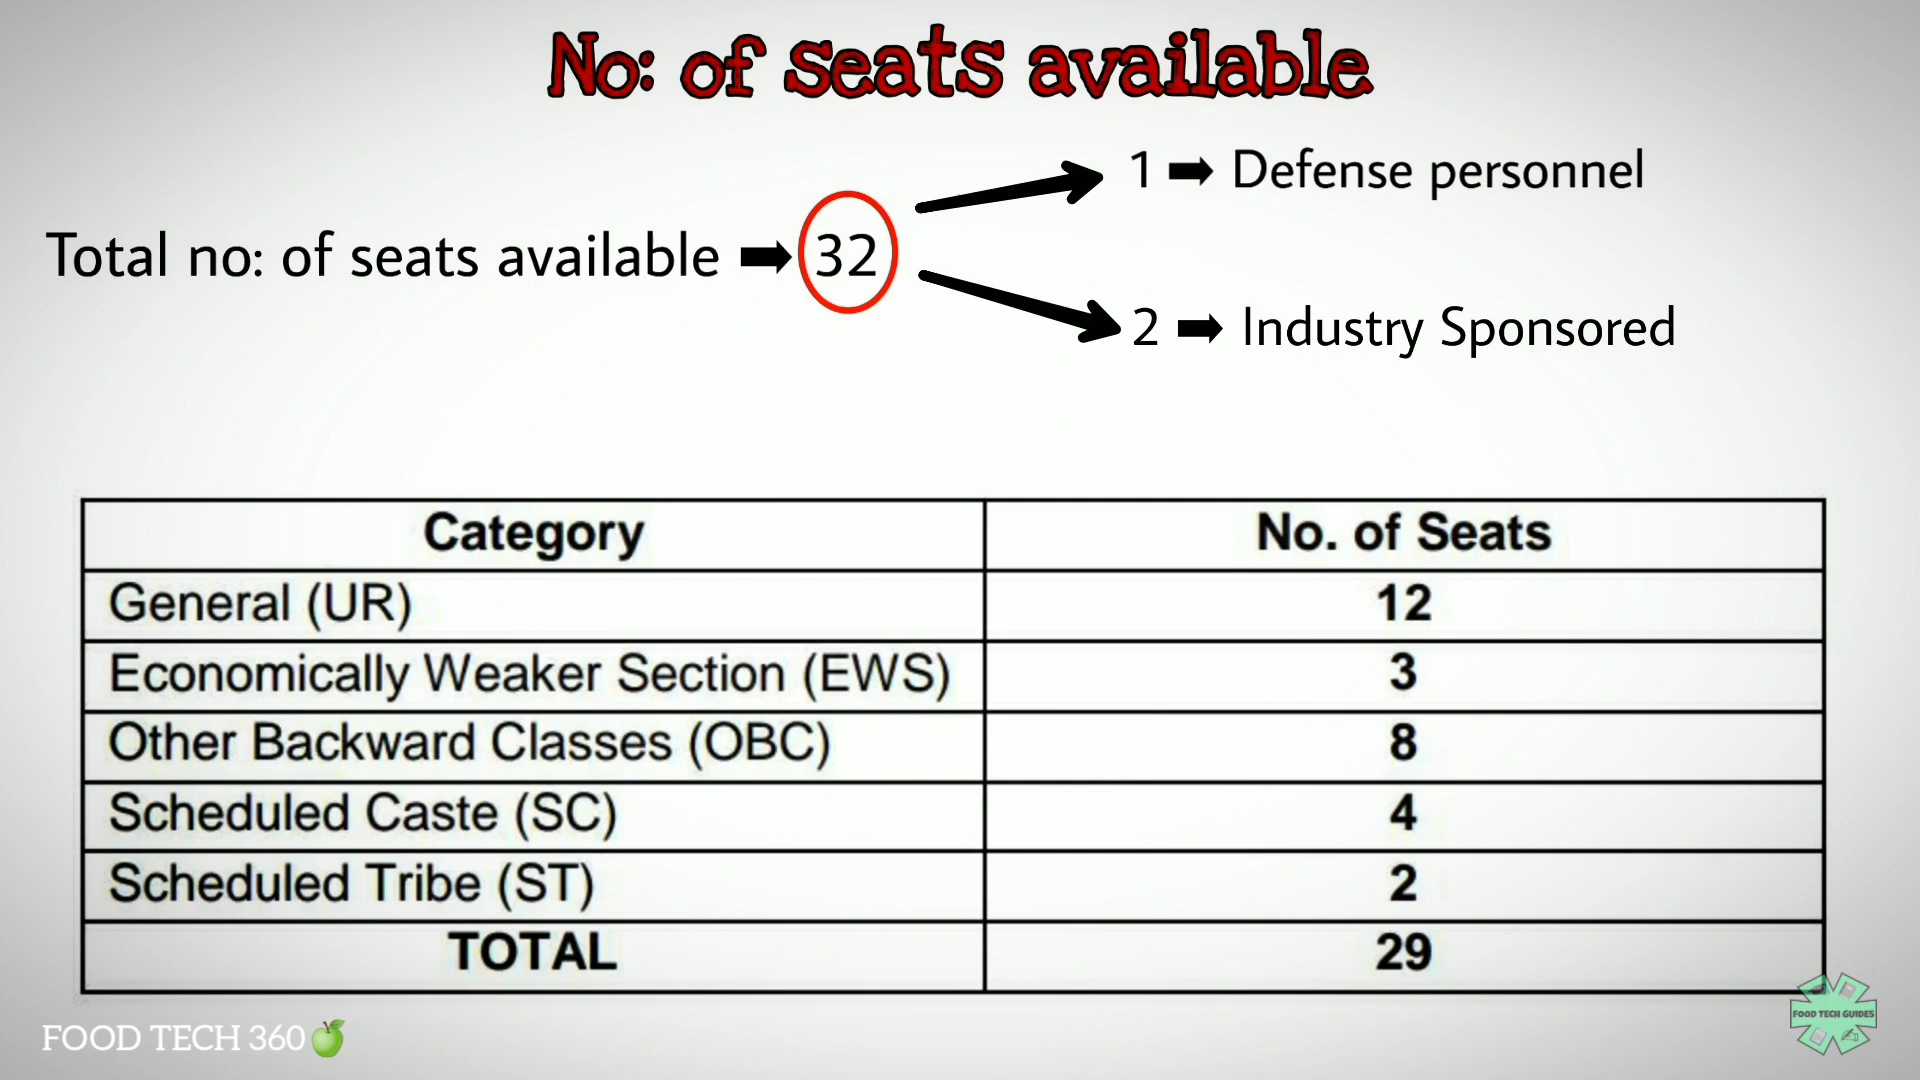 No: of seats available
1 ➡ Defense personnel
Total no: of seats available ➡ 32
2 ➡ Industry Sponsored
Category No. of Seats
General (UR) 12
Economically Weaker Section (EWS) 3
Other Backward Classes (OBC) 8
Scheduled Caste (SC) 4
Scheduled Tribe (ST) 2
TOTAL 29
FOOD TECH 360
FOOD TECH GUIDES